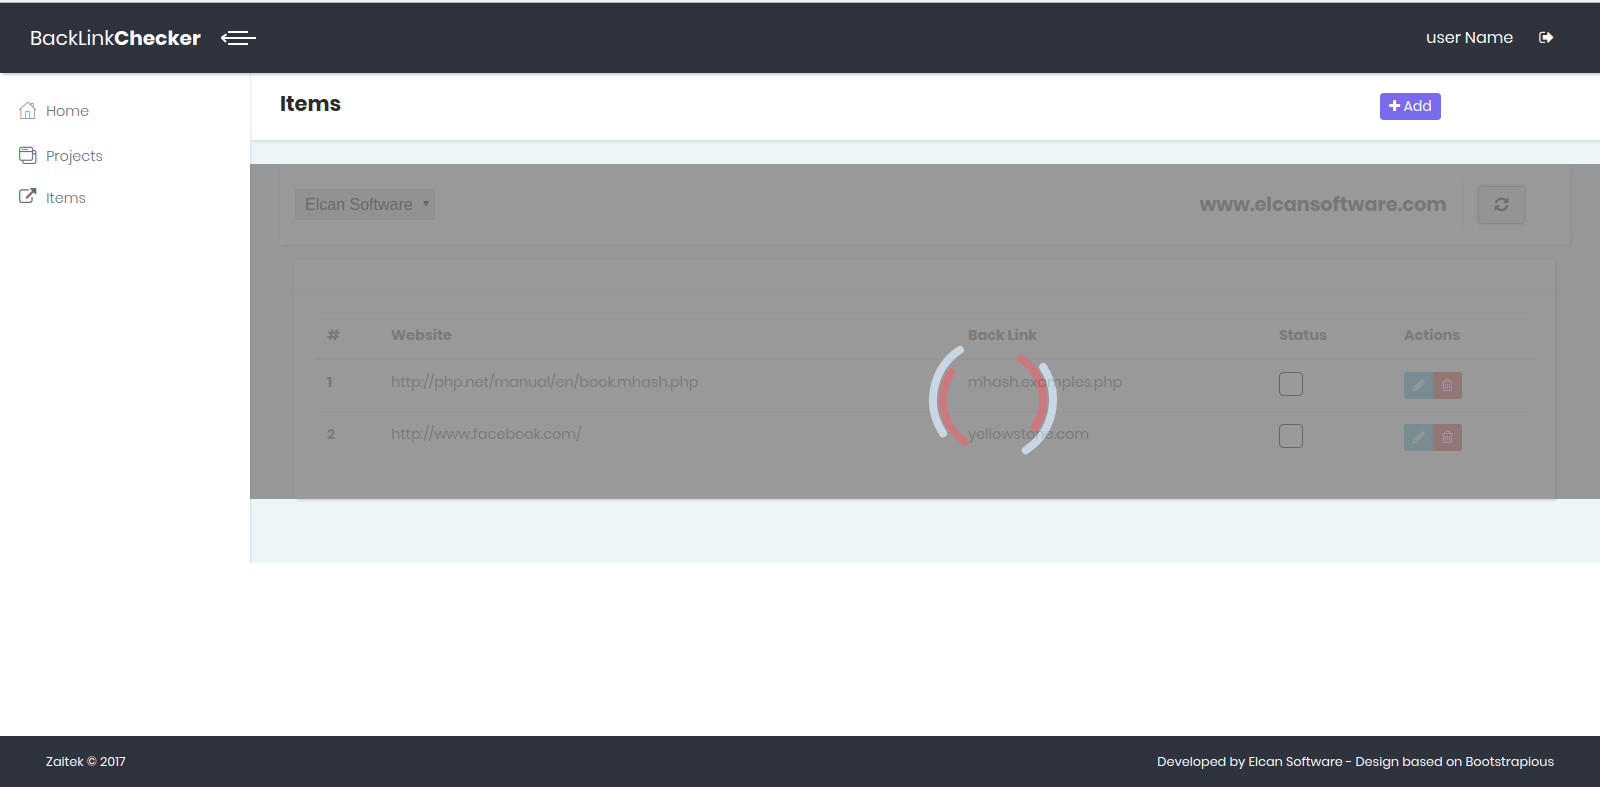 BackLinkChecker user Name
Items
Add
Home
Projects
Items
Elcan Software www.elcansoftware.com
# Website Back Link Status Actions
1 http://php.net/manual/en/book.mhash.php mhash.examples.php
2 http://www.facebook.com/ yellowstone.com
Zaitek © 2017 Developed by Elcan Software - Design based on Bootstrapious